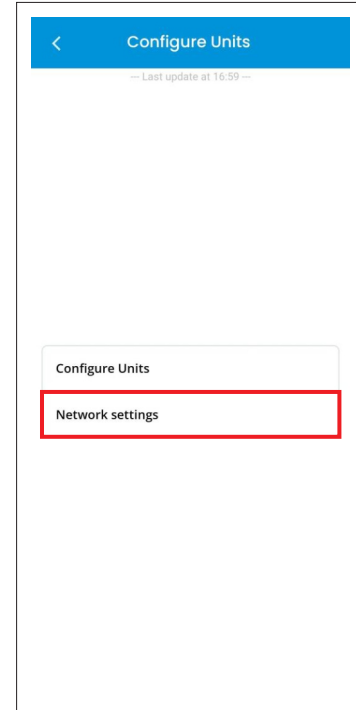 Configure Units
— Last update at 16:59 —
Configure Units
Network settings